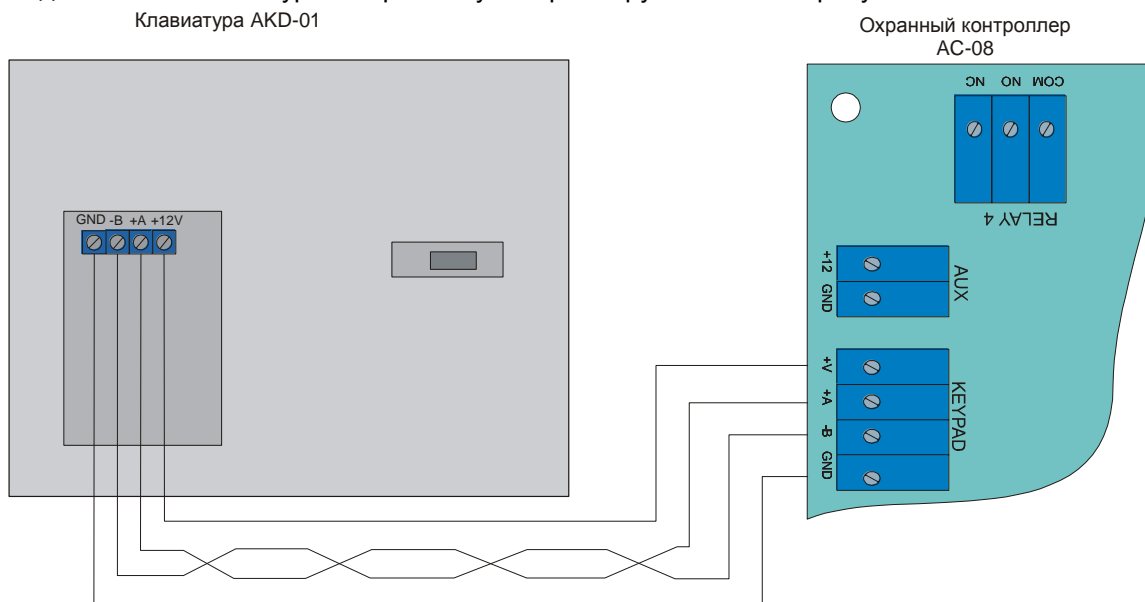 Клавиатура AKD-01
Охранный контроллер
AC-08
NC NO COM
RELAY 4
GND -B +A +12V
+12
GND
AUX
+V
+A
-B
GND
KEYPAD